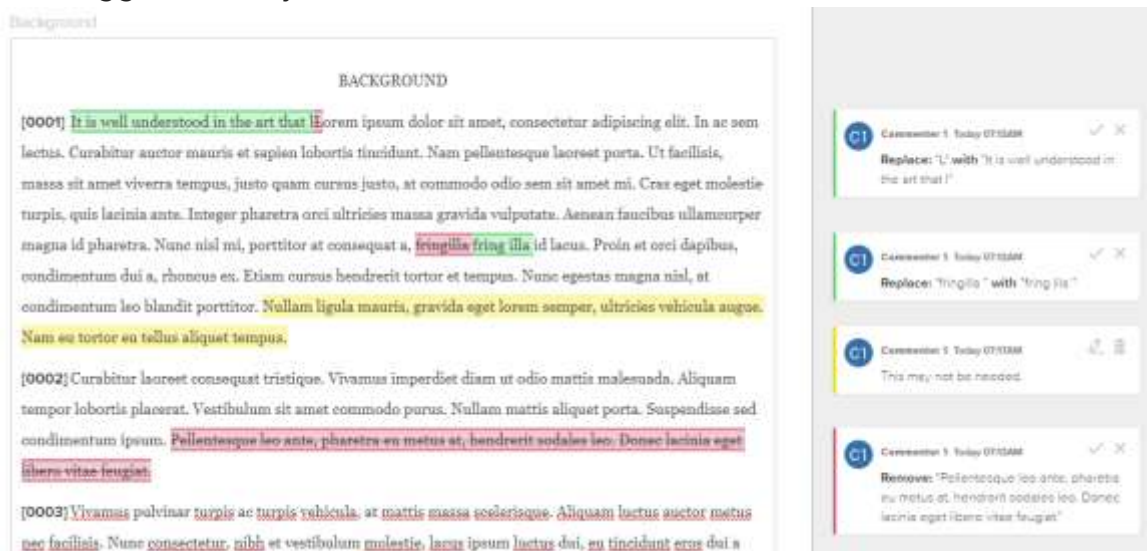 Background
BACKGROUND
[0001] It is well understood in the art that lLorem ipsum dolor sit amet, consectetur adipiscing elit. In ac sem
lectus. Curabitur auctor mauris et sapien lobortis tincidunt. Nam pellentesque laoreet porta. Ut facilisis,
massa sit amet viverra tempus, justo quam cursus justo, at commodo odio sem sit amet mi. Cras eget molestie
turpis, quis lacinia ante. Integer pharetra orci ultricies massa gravida vulputate. Aenean faucibus ullamcorper
magna id pharetra. Nunc nisl mi, porttitor at consequat a, fringilla fring illa id lacus. Proin et orci dapibus,
condimentum dui a, rhoncus ex. Etiam cursus hendrerit tortor et tempus. Nunc egestas magna nisl, at
condimentum leo blandit porttitor. Nullam ligula mauris, gravida eget lorem semper, ultricies vehicula augue.
Nam eu tortor eu tellus aliquet tempus.
[0002] Curabitur laoreet consequat tristique. Vivamus imperdiet diam ut odio mattis malesuada. Aliquam
tempor lobortis placerat. Vestibulum sit amet commodo purus. Nullam mattis aliquet porta. Suspendisse sed
condimentum ipsum. Pellentesque leo ante, pharetra eu metus at, hendrerit sodales leo. Donec lacinia eget
libero vitae feugiat.
[0003] Vivamus pulvinar turpis ac turpis vehicula, at mattis massa scelerisque. Aliquam luctus auctor metus
nec facilisis. Nunc consectetur, nibh et vestibulum molestie, lacus ipsum luctus dui, eu tincidunt eros dui a
C1 Commenter 1 Today 07:13AM
Replace: "L" with "It is well understood in
the art that l"
C1 Commenter 1 Today 07:13AM
Replace: "fringilla " with "fring illa "
C1 Commenter 1 Today 07:13AM
This may not be needed.
C1 Commenter 1 Today 07:13AM
Remove: "Pellentesque leo ante, pharetra
eu metus at, hendrerit sodales leo. Donec
lacinia eget libero vitae feugiat."